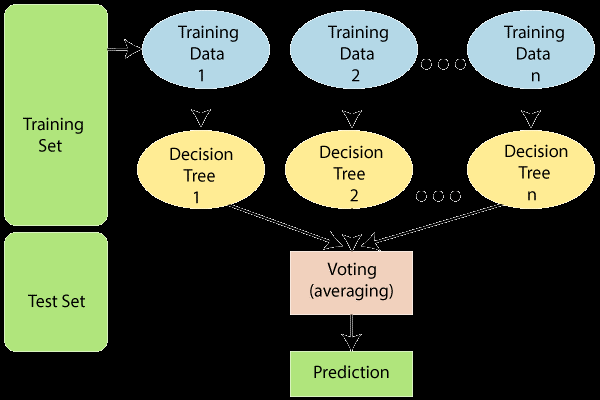 Training
Set
Training
Data
1
Training
Data
2
Training
Data
n
Decision
Tree
1
Decision
Tree
2
Decision
Tree
n
Test Set
Voting
(averaging)
Prediction